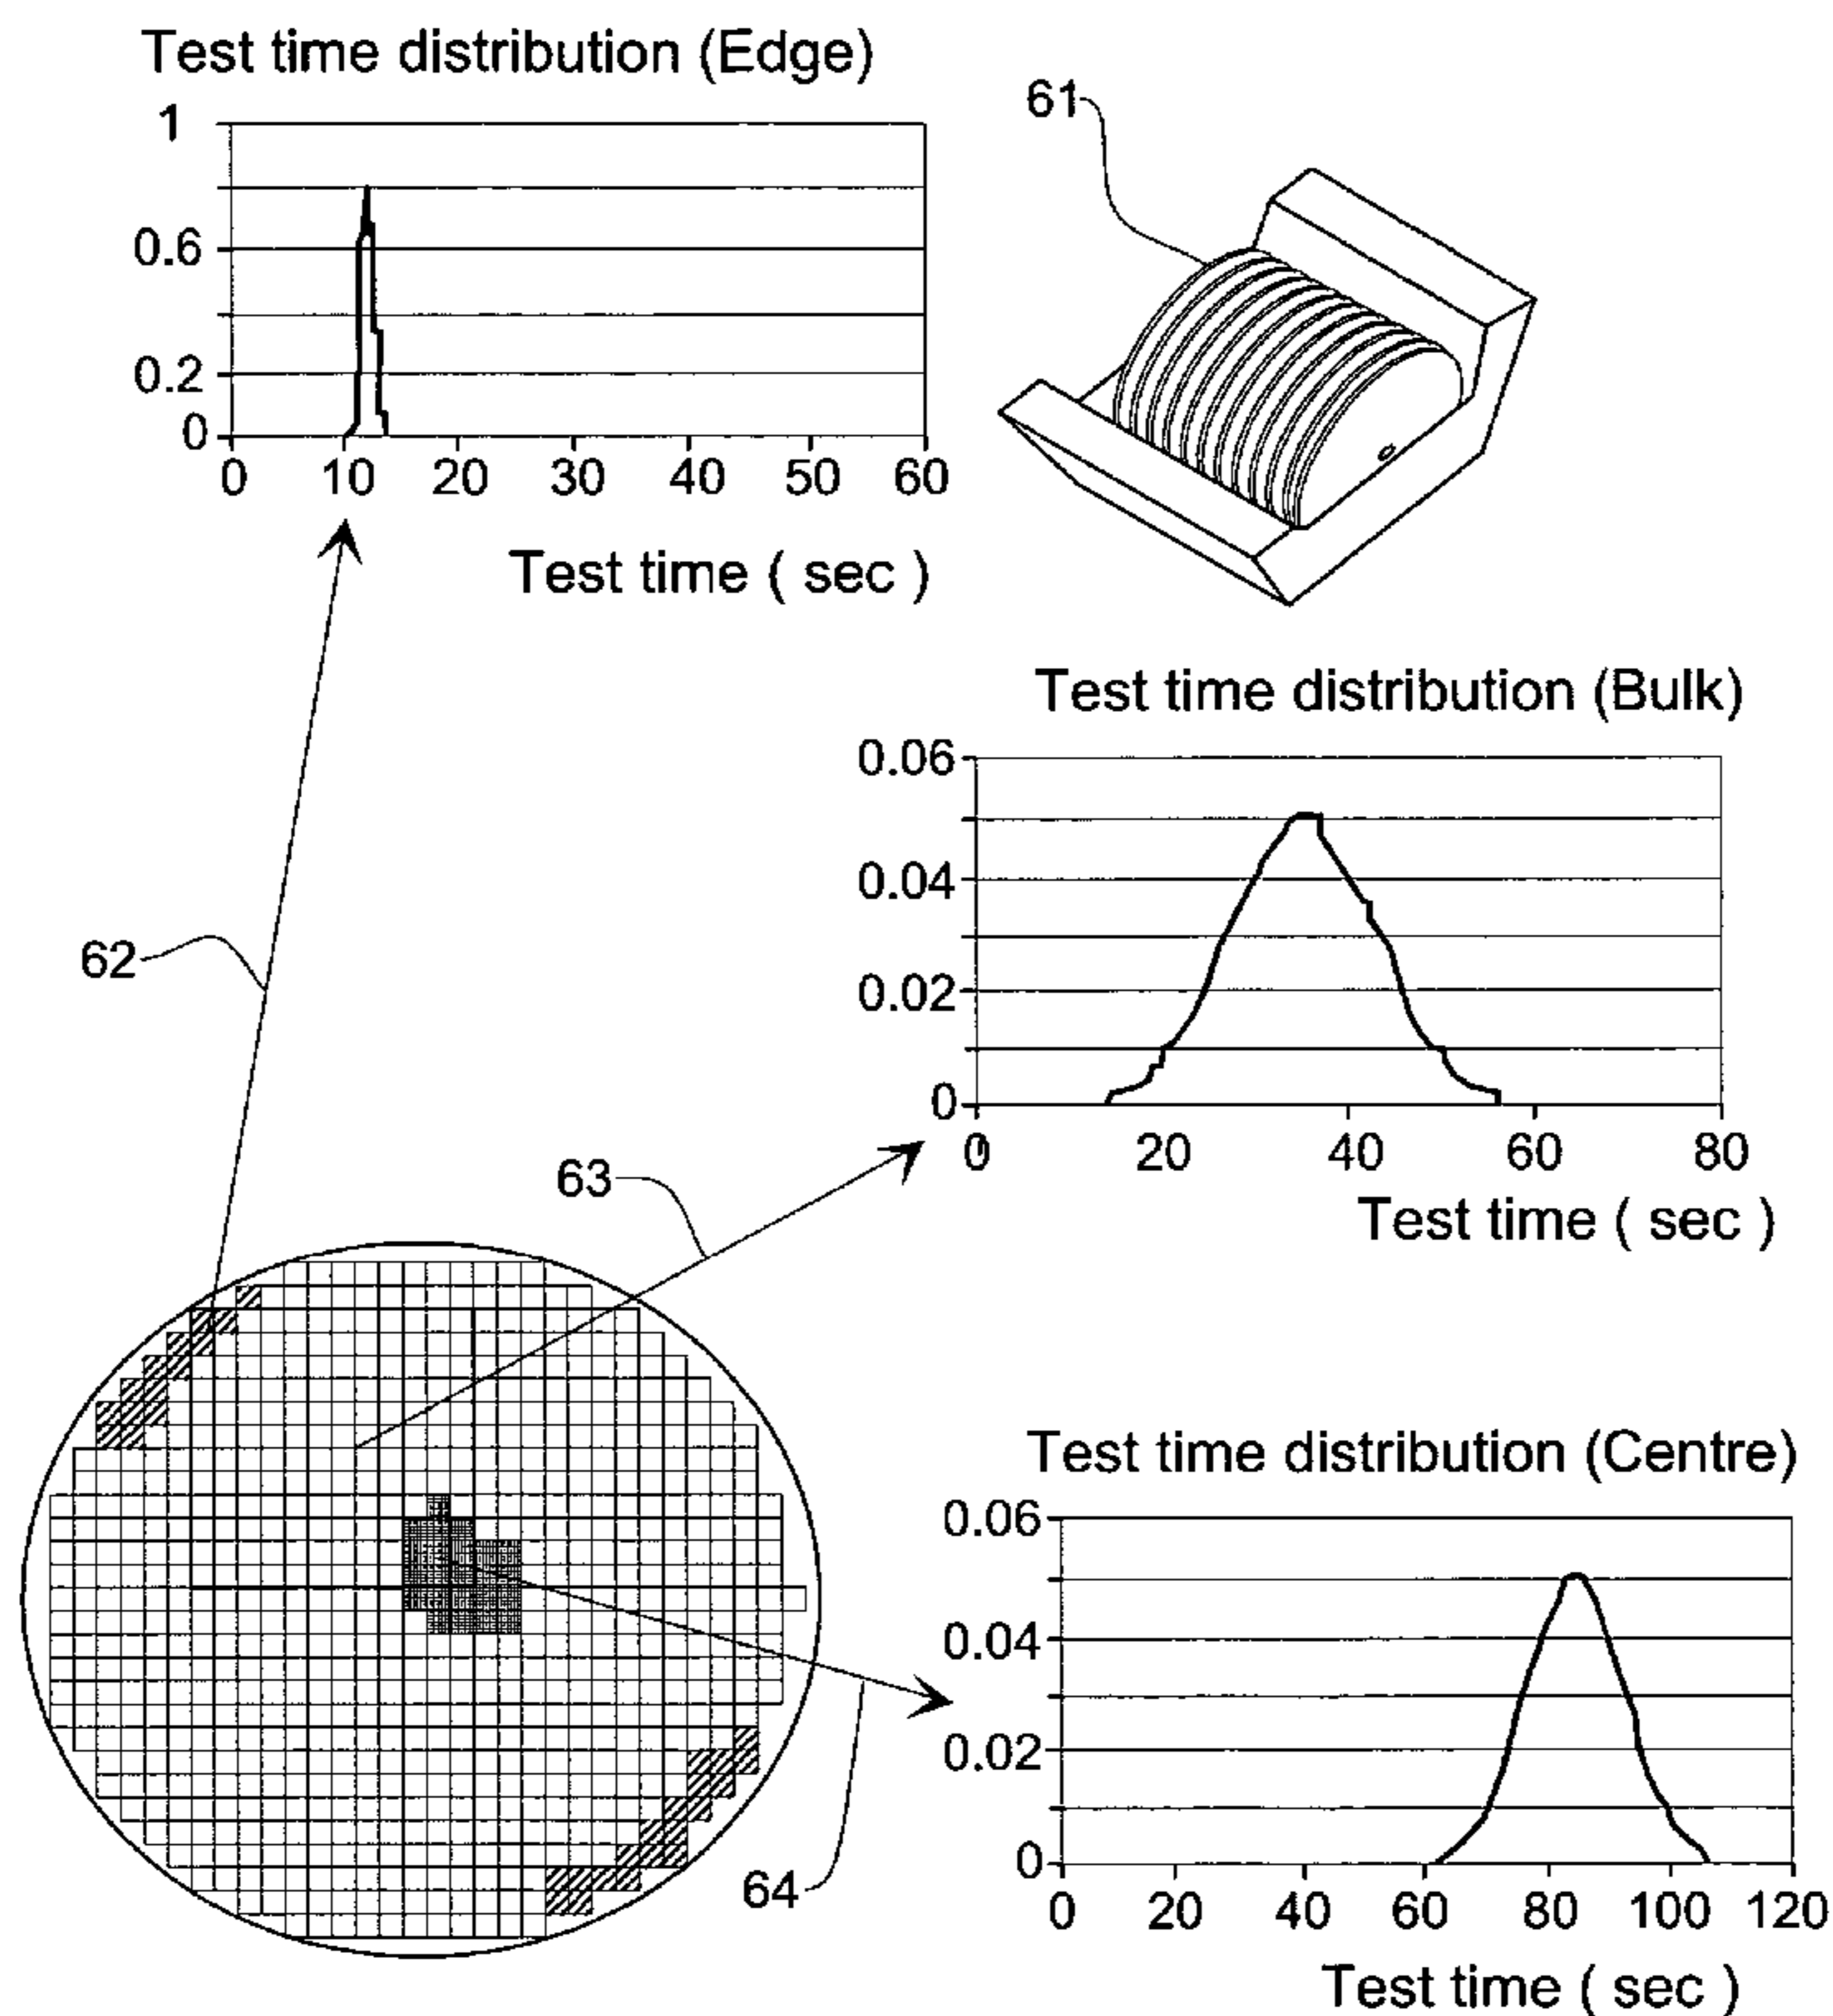 Test time distribution (Edge)
1
0.6
0.2
0
0 10 20 30 40 50 60
Test time ( sec )
61
62
Test time distribution (Bulk)
0.06
0.04
0.02
0
0 20 40 60 80
Test time ( sec )
63
Test time distribution (Centre)
0.06
0.04
0.02
0
0 20 40 60 80 100 120
Test time ( sec )
64